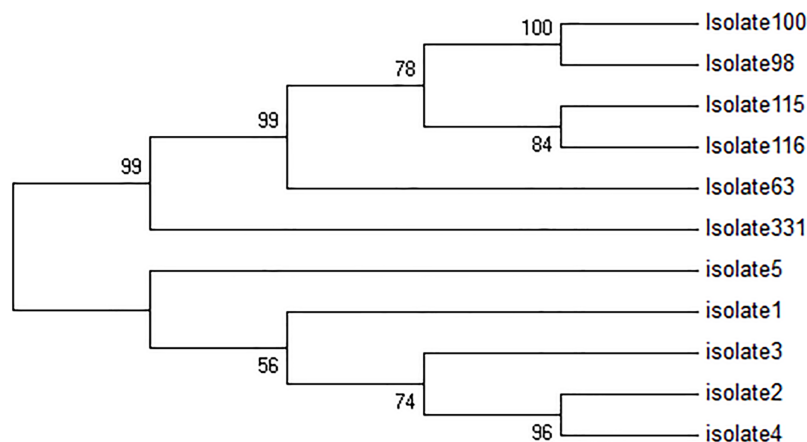 100
Isolate100
78
Isolate98
99
Isolate115
84
Isolate116
99
Isolate63
Isolate331
isolate5
isolate1
56
isolate3
74
isolate2
96
isolate4